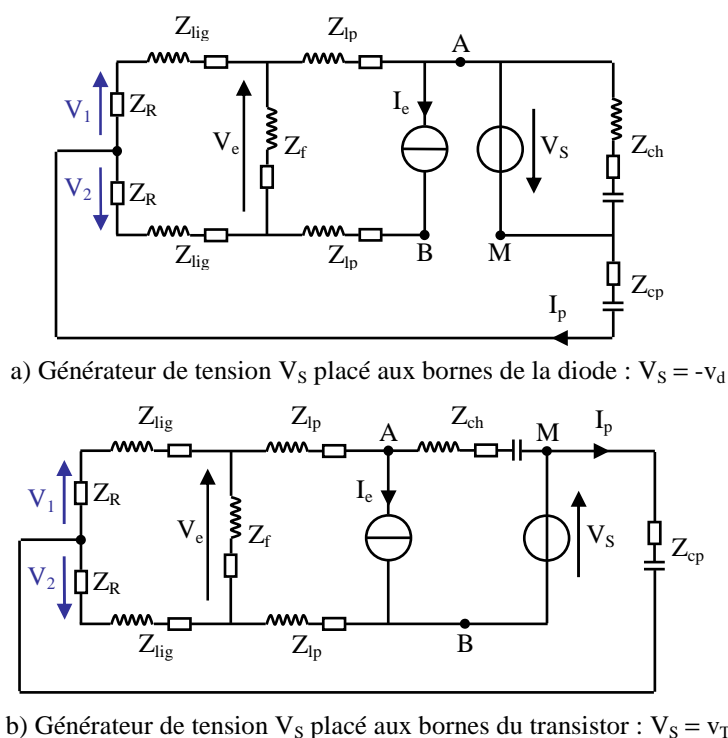 Z_lig Z_lp A
I_e
V_1 Z_R V_e Z_f V_S Z_ch
V_2 Z_R
Z_lig Z_lp B M Z_cp
I_p
a) Générateur de tension V_S placé aux bornes de la diode : V_S = -v_d
Z_lig Z_lp A Z_ch M I_p
V_1 Z_R V_e Z_f I_e V_S Z_cp
V_2 Z_R
Z_lig Z_lp B
b) Générateur de tension V_S placé aux bornes du transistor : V_S = v_T